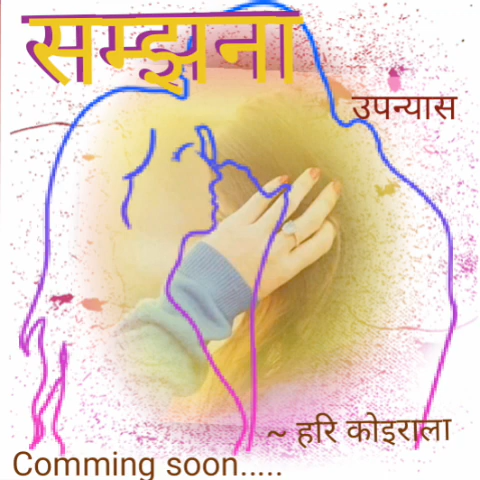 सम्झना
उपन्यास
~ हरि कोइराला
Comming soon.....